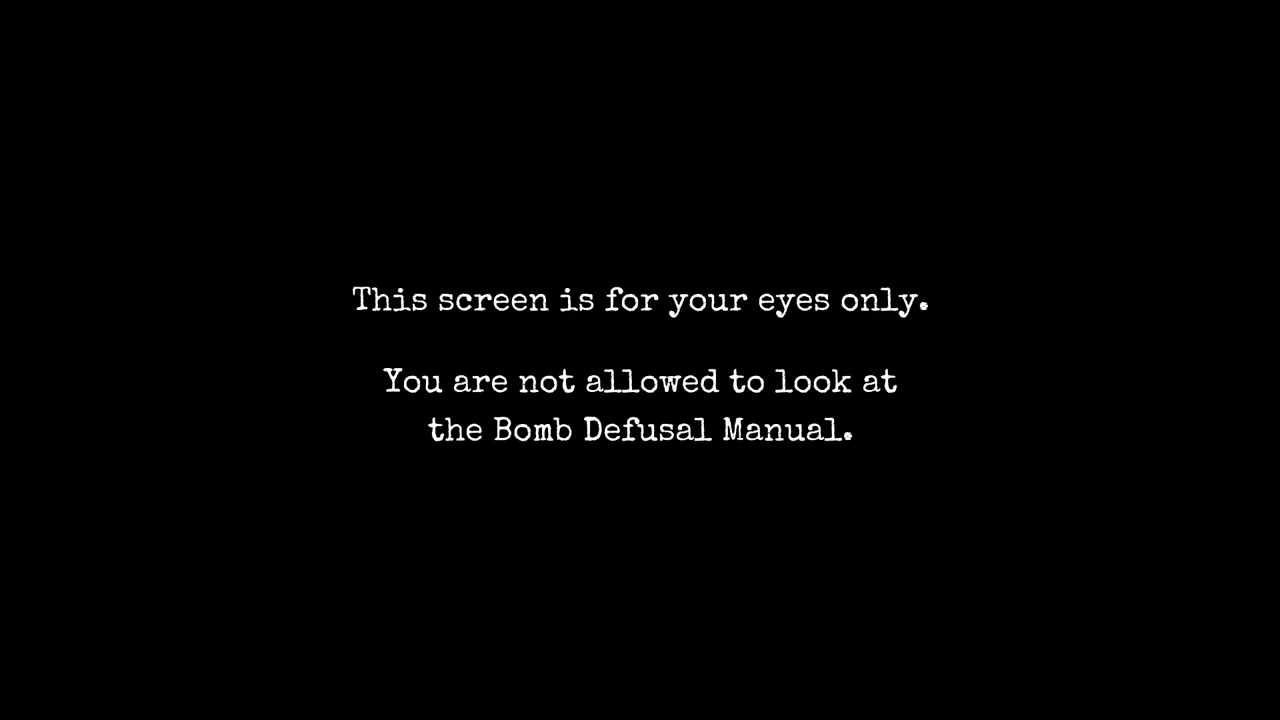 This screen is for your eyes only.
You are not allowed to look at
the Bomb Defusal Manual.